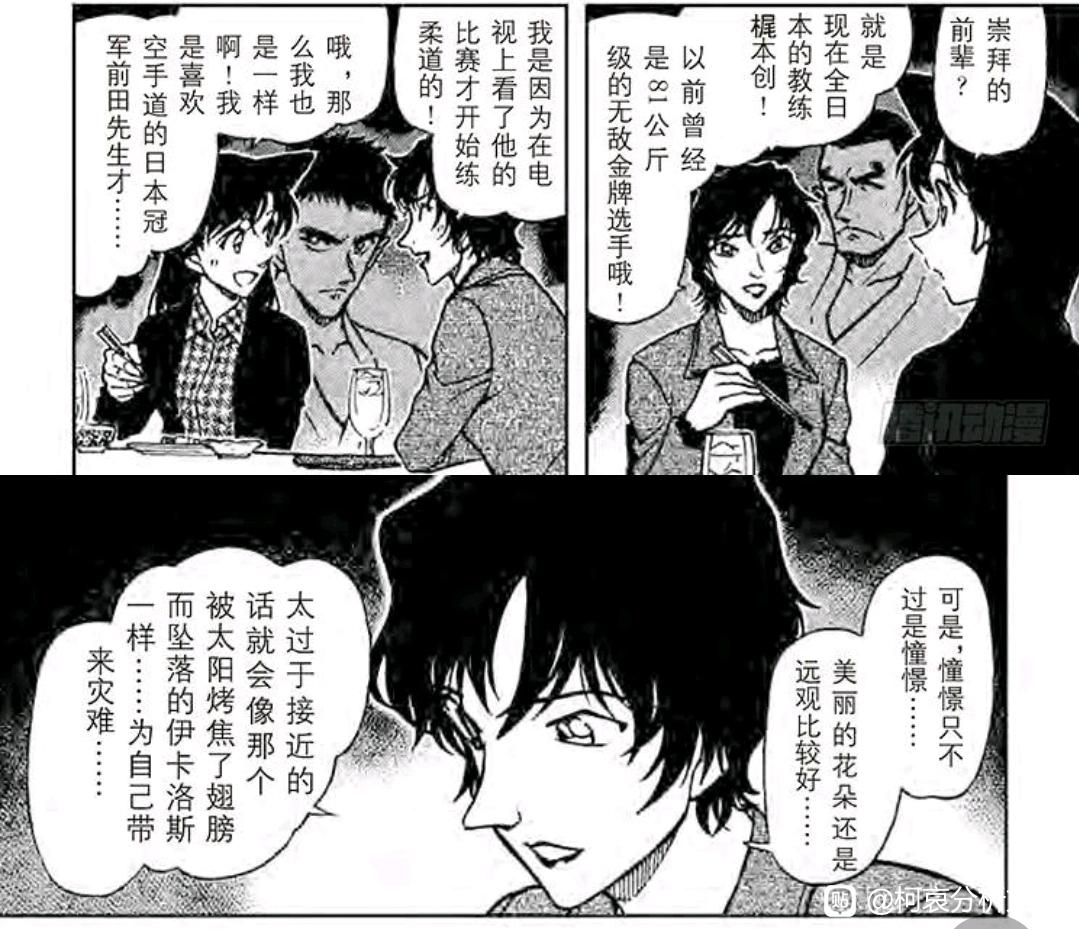 崇拜的
前辈？
就是
现在全日
本的教练
梶本创！
以前曾经
是81公斤
级的无敌金牌选手哦！
我是因为在电
视上看了他的
比赛才开始练
柔道的！
哦，那
么我也
是一样
啊！我
是喜欢
空手道的日本冠
军前田先生才……
腾讯动漫
可是，憧憬只不
过是憧憬……
美丽的花朵还是
远观比较好……
太过于接近的
话就会像那个
被太阳烤焦了翅膀
而坠落的伊卡洛斯
一样……为自己带
来灾难……
贴 @柯哀分析